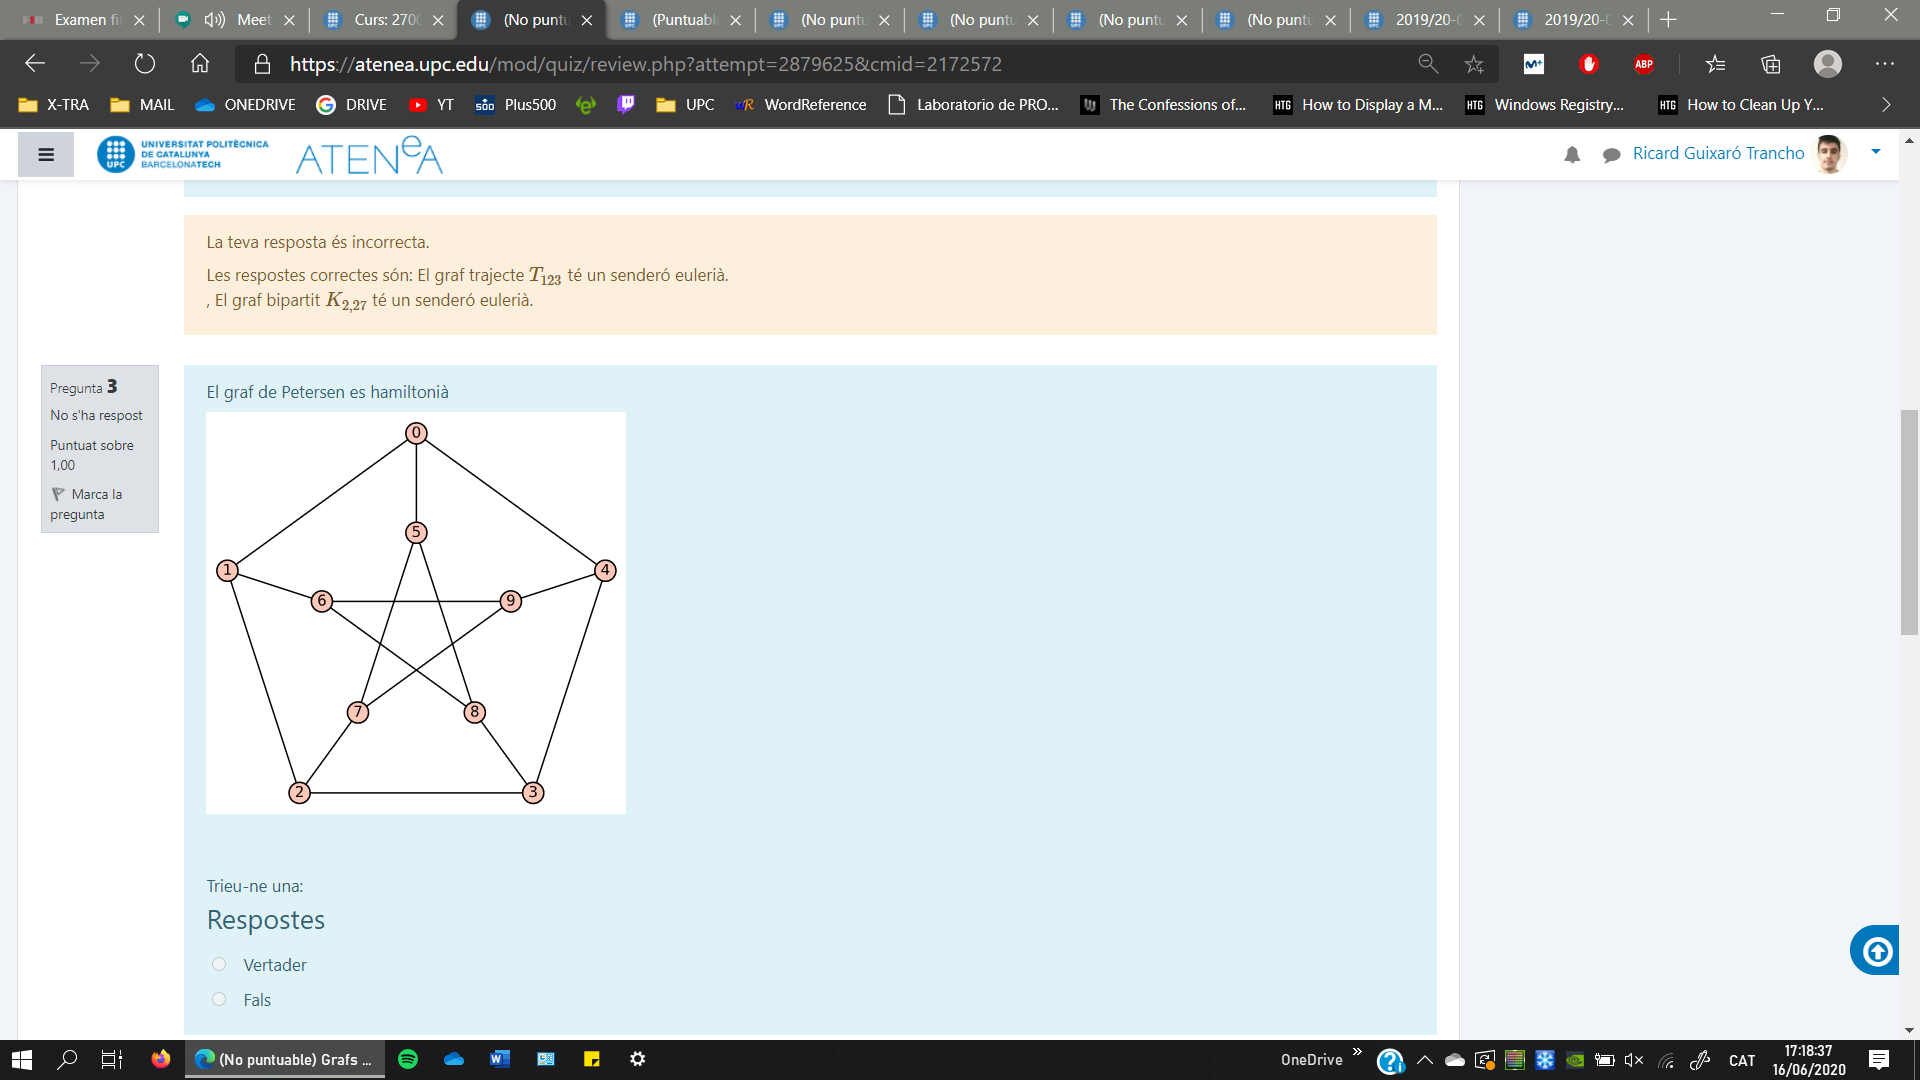 Examen fi
Meet
Curs: 270
(No puntu
(Puntuabl
(No puntu
(No puntu
(No puntu
(No puntu
2019/20-
2019/20-
https://atenea.upc.edu/mod/quiz/review.php?attempt=2879625&cmid=2172572
ABP
X-TRA
MAIL
ONEDRIVE
DRIVE
YT
Plus500
UPC
WordReference
Laboratorio de PRO...
The Confessions of...
HTG How to Display a M...
HTG Windows Registry...
HTG How to Clean Up Y...
UPC
UNIVERSITAT POLITÈCNICA
DE CATALUNYA
BARCELONATECH
ATENeA
Ricard Guixaró Trancho
La teva resposta és incorrecta.
Les respostes correctes són: El graf trajecte T123 té un senderó eulerià.
, El graf bipartit K2,27 té un senderó eulerià.
Pregunta 3
No s'ha respost
Puntuat sobre
1,00
Marca la
pregunta
El graf de Petersen es hamiltonià
0
5
1
4
6
9
7
8
2
3
Trieu-ne una:
Respostes
Vertader
Fals
(No puntuable) Grafs ...
OneDrive
CAT
17:18:37
16/06/2020